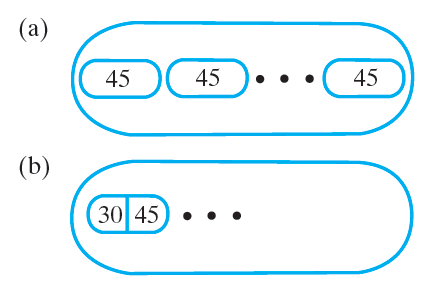 (a)
45 45 • • • 45
(b)
30 45 • • •